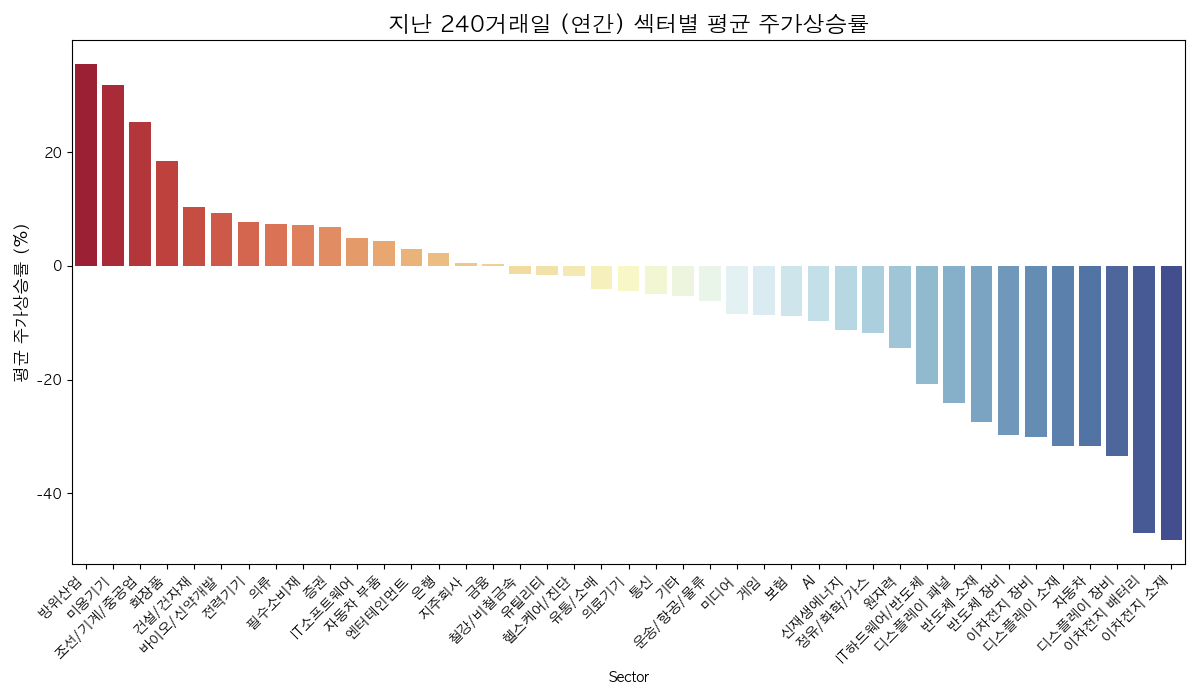 지난 240거래일 (연간) 섹터별 평균 주가상승률
평균 주가상승률 (%)
20
0
-20
-40
방위산업
미용기기
조선/기계/중공업
화장품
건설/건자재
바이오/신약개발
전력기기
의류
필수소비재
증권
IT소프트웨어
자동차 부품
엔터테인먼트
은행
지주회사
금융
철강/비철금속
유틸리티
헬스케어/진단
유통/소매
의료기기
통신
기타
운송/항공/물류
미디어
게임
보험
AI
신재생에너지
정유/화학/가스
원자력
IT하드웨어/반도체
디스플레이 패널
반도체 소재
반도체 장비
이차전지 장비
디스플레이 소재
자동차
디스플레이 장비
이차전지 배터리
이차전지 소재
Sector